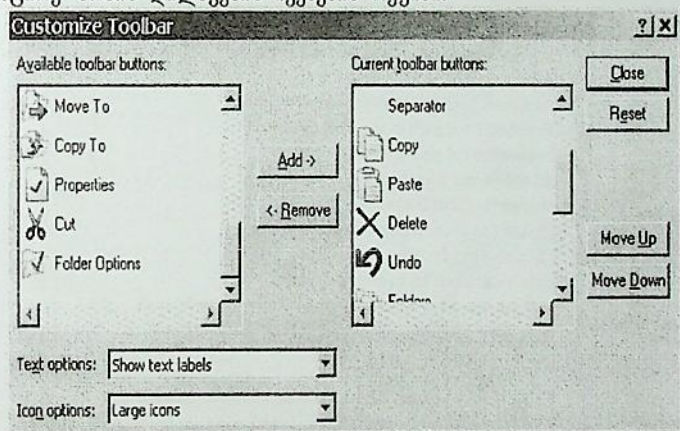 Customize Toolbar
Available toolbar buttons:
Move To
Copy To
Properties
Cut
Folder Options
Add ->
<- Remove
Current toolbar buttons:
Separator
Copy
Paste
Delete
Undo
Close
Reset
Move Up
Move Down
Text options: Show text labels
Icon options: Large icons